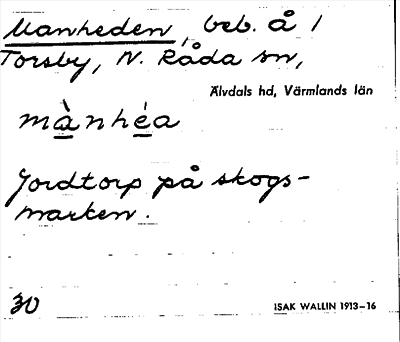 Manheden, beb. å 1
Torsby, N. Råda sn,
Älvdals hd, Värmlands län
mànhéa
Jordtorp på skogs-
marken.
30
ISAK WALLIN 1913–16